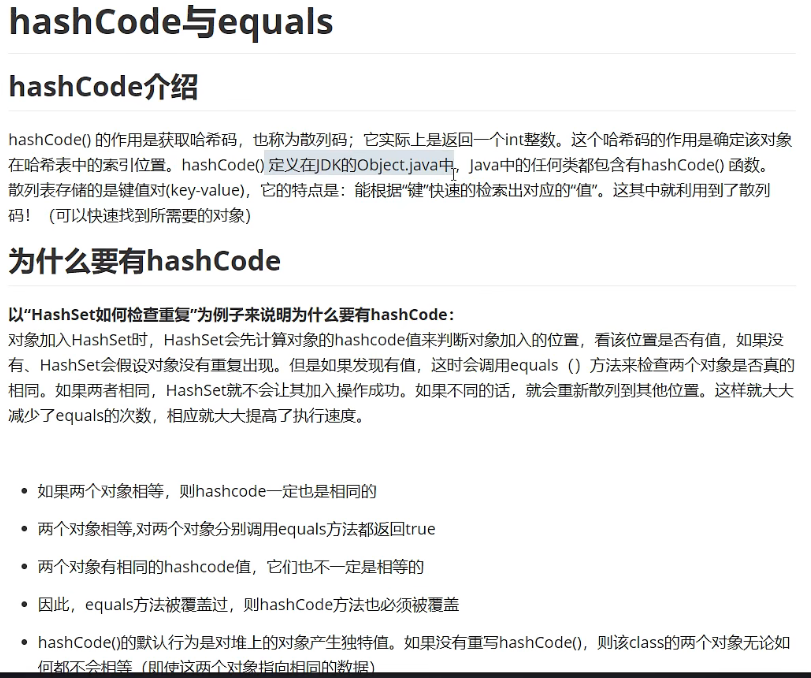 hashCode与equals
hashCode介绍
hashCode() 的作用是获取哈希码，也称为散列码；它实际上是返回一个int整数。这个哈希码的作用是确定该对象
在哈希表中的索引位置。hashCode() 定义在JDK的Object.java中，Java中的任何类都包含有hashCode() 函数。
散列表存储的是键值对(key-value)，它的特点是：能根据“键”快速的检索出对应的“值”。这其中就利用到了散列
码！（可以快速找到所需要的对象）
为什么要有hashCode
以“HashSet如何检查重复”为例子来说明为什么要有hashCode：
对象加入HashSet时，HashSet会先计算对象的hashcode值来判断对象加入的位置，看该位置是否有值，如果没
有、HashSet会假设对象没有重复出现。但是如果发现有值，这时会调用equals（）方法来检查两个对象是否真的
相同。如果两者相同，HashSet就不会让其加入操作成功。如果不同的话，就会重新散列到其他位置。这样就大大
减少了equals的次数，相应就大大提高了执行速度。
• 如果两个对象相等，则hashcode一定也是相同的
• 两个对象相等,对两个对象分别调用equals方法都返回true
• 两个对象有相同的hashcode值，它们也不一定是相等的
• 因此，equals方法被覆盖过，则hashCode方法也必须被覆盖
• hashCode()的默认行为是对堆上的对象产生独特值。如果没有重写hashCode()，则该class的两个对象无论如
何都不会相等（即使这两个对象指向相同的数据）